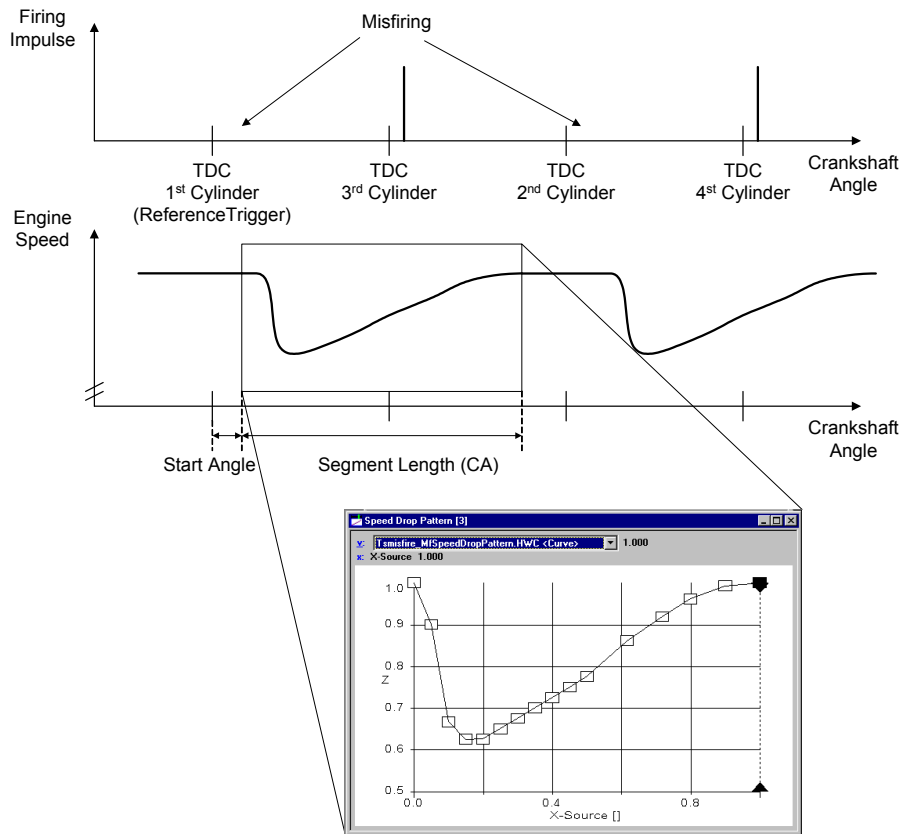 Firing
Impulse
Misfiring
TDC
1st Cylinder
(ReferenceTrigger)
TDC
3rd Cylinder
TDC
2nd Cylinder
TDC
4st Cylinder
Crankshaft
Angle
Engine
Speed
Crankshaft
Angle
Start Angle
Segment Length (CA)
Speed Drop Pattern [3]
y: Tsmisfire_MfSpeedDropPattern.HWC <Curve> 1.000
x: X-Source 1.000
1.0
0.9
0.8
Z
0.7
0.6
0.5
0.0 0.4 0.8
X-Source []